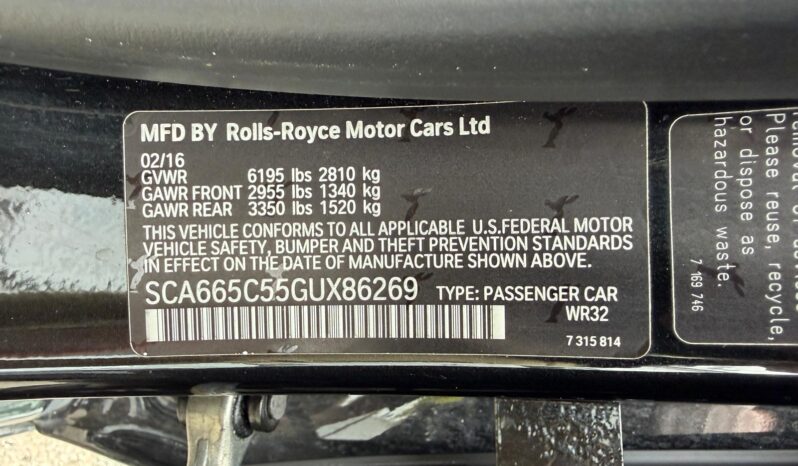 MFD BY Rolls-Royce Motor Cars Ltd
02/16
GVWR 6195 lbs 2810 kg
GAWR FRONT 2955 lbs 1340 kg
GAWR REAR 3350 lbs 1520 kg
THIS VEHICLE CONFORMS TO ALL APPLICABLE U.S.FEDERAL MOTOR
VEHICLE SAFETY, BUMPER AND THEFT PREVENTION STANDARDS
IN EFFECT ON THE DATE OF MANUFACTURE SHOWN ABOVE.
SCA665C55GUX86269 TYPE: PASSENGER CAR
WR32
7 315 814
Please reuse, recycle,
or dispose as
hazardous waste.
7 169 746